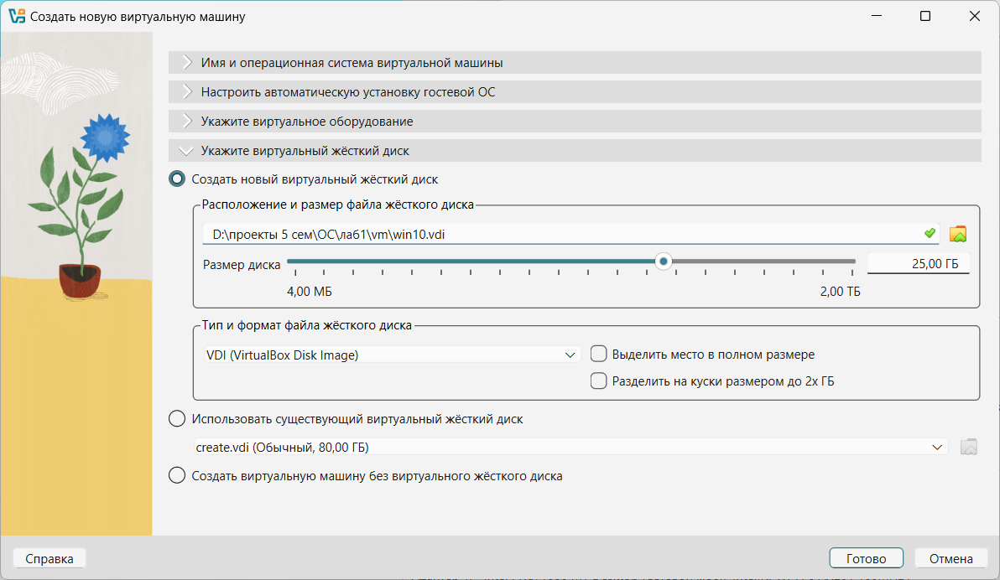 Создать новую виртуальную машину
Имя и операционная система виртуальной машины
Настроить автоматическую установку гостевой ОС
Укажите виртуальное оборудование
Укажите виртуальный жёсткий диск
Создать новый виртуальный жёсткий диск
Расположение и размер файла жёсткого диска
D:\проекты 5 сем\ОС\лаб1\vm\win10.vdi
Размер диска
25,00 ГБ
4,00 МБ
2,00 ТБ
Тип и формат файла жёсткого диска
VDI (VirtualBox Disk Image)
Выделить место в полном размере
Разделить на куски размером до 2х ГБ
Использовать существующий виртуальный жёсткий диск
create.vdi (Обычный, 80,00 ГБ)
Создать виртуальную машину без виртуального жёсткого диска
Справка
Готово
Отмена